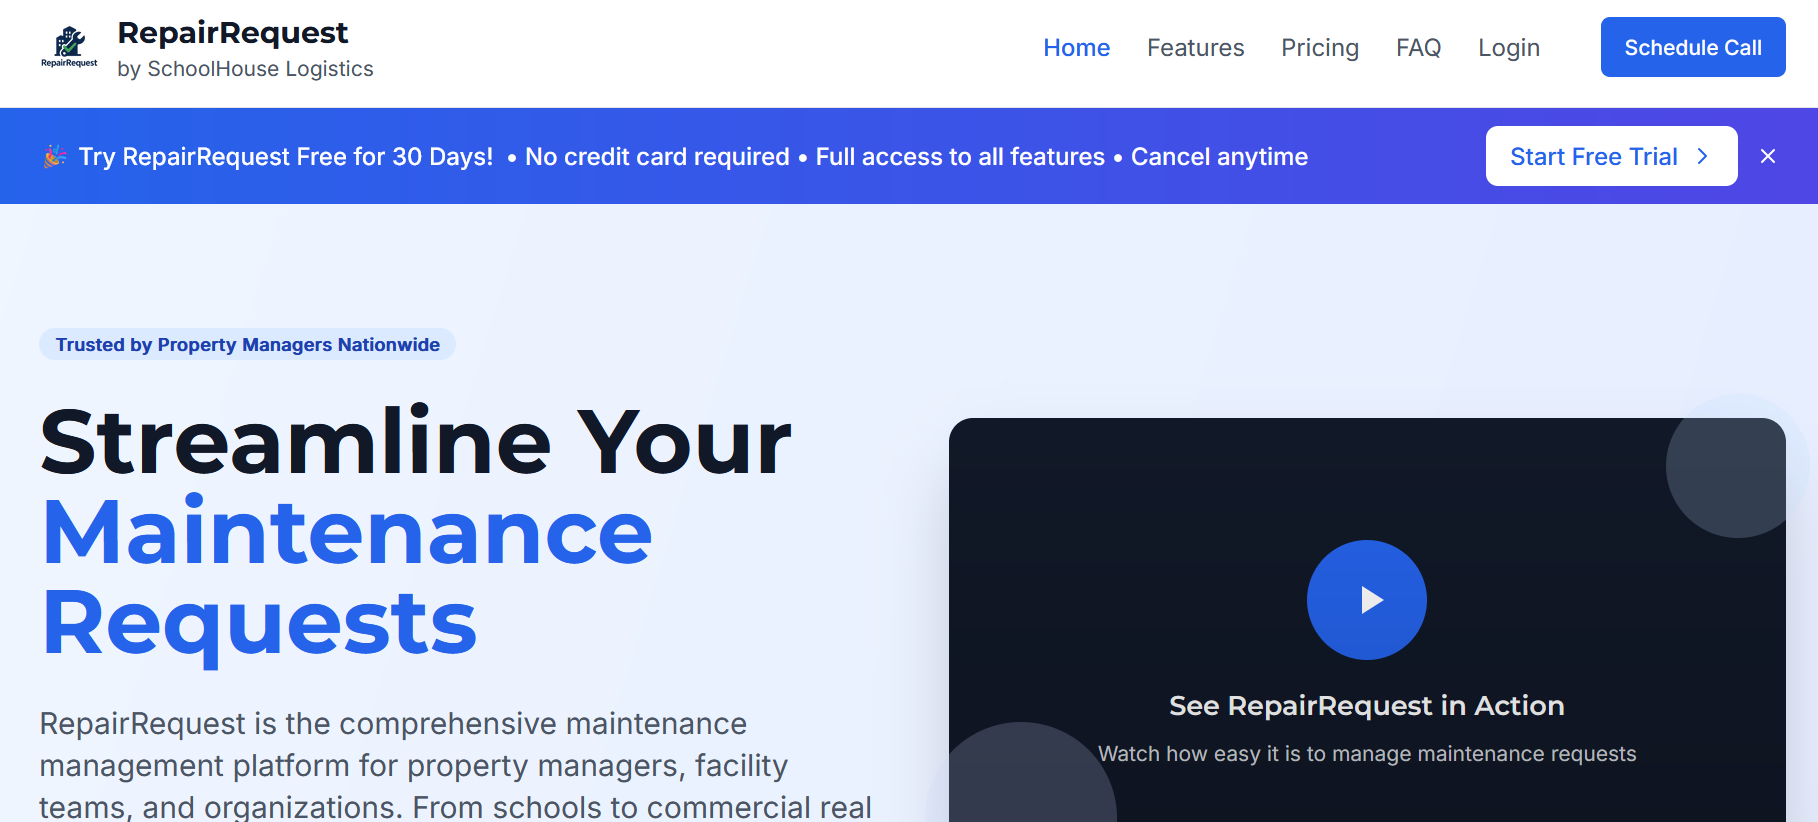 RepairRequest
RepairRequest
by SchoolHouse Logistics
Home
Features
Pricing
FAQ
Login
Schedule Call
🎉 Try RepairRequest Free for 30 Days! • No credit card required • Full access to all features • Cancel anytime
Start Free Trial
Trusted by Property Managers Nationwide
Streamline Your
Maintenance
Requests
RepairRequest is the comprehensive maintenance
management platform for property managers, facility
teams, and organizations. From schools to commercial real
See RepairRequest in Action
Watch how easy it is to manage maintenance requests